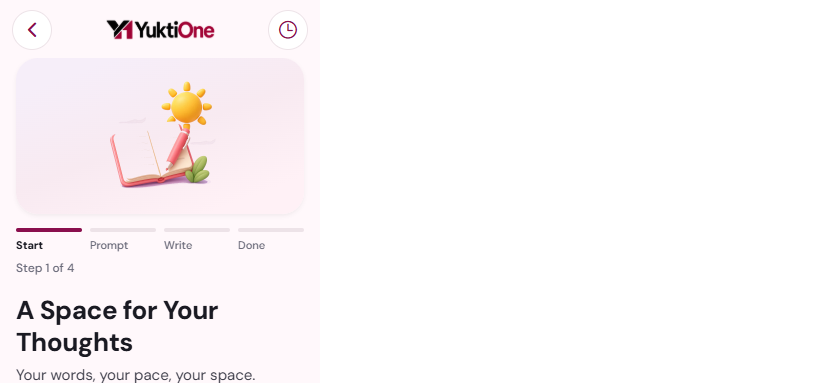 YuktiOne
Start
Prompt
Write
Done
Step 1 of 4
A Space for Your
Thoughts
Your words, your pace, your space.